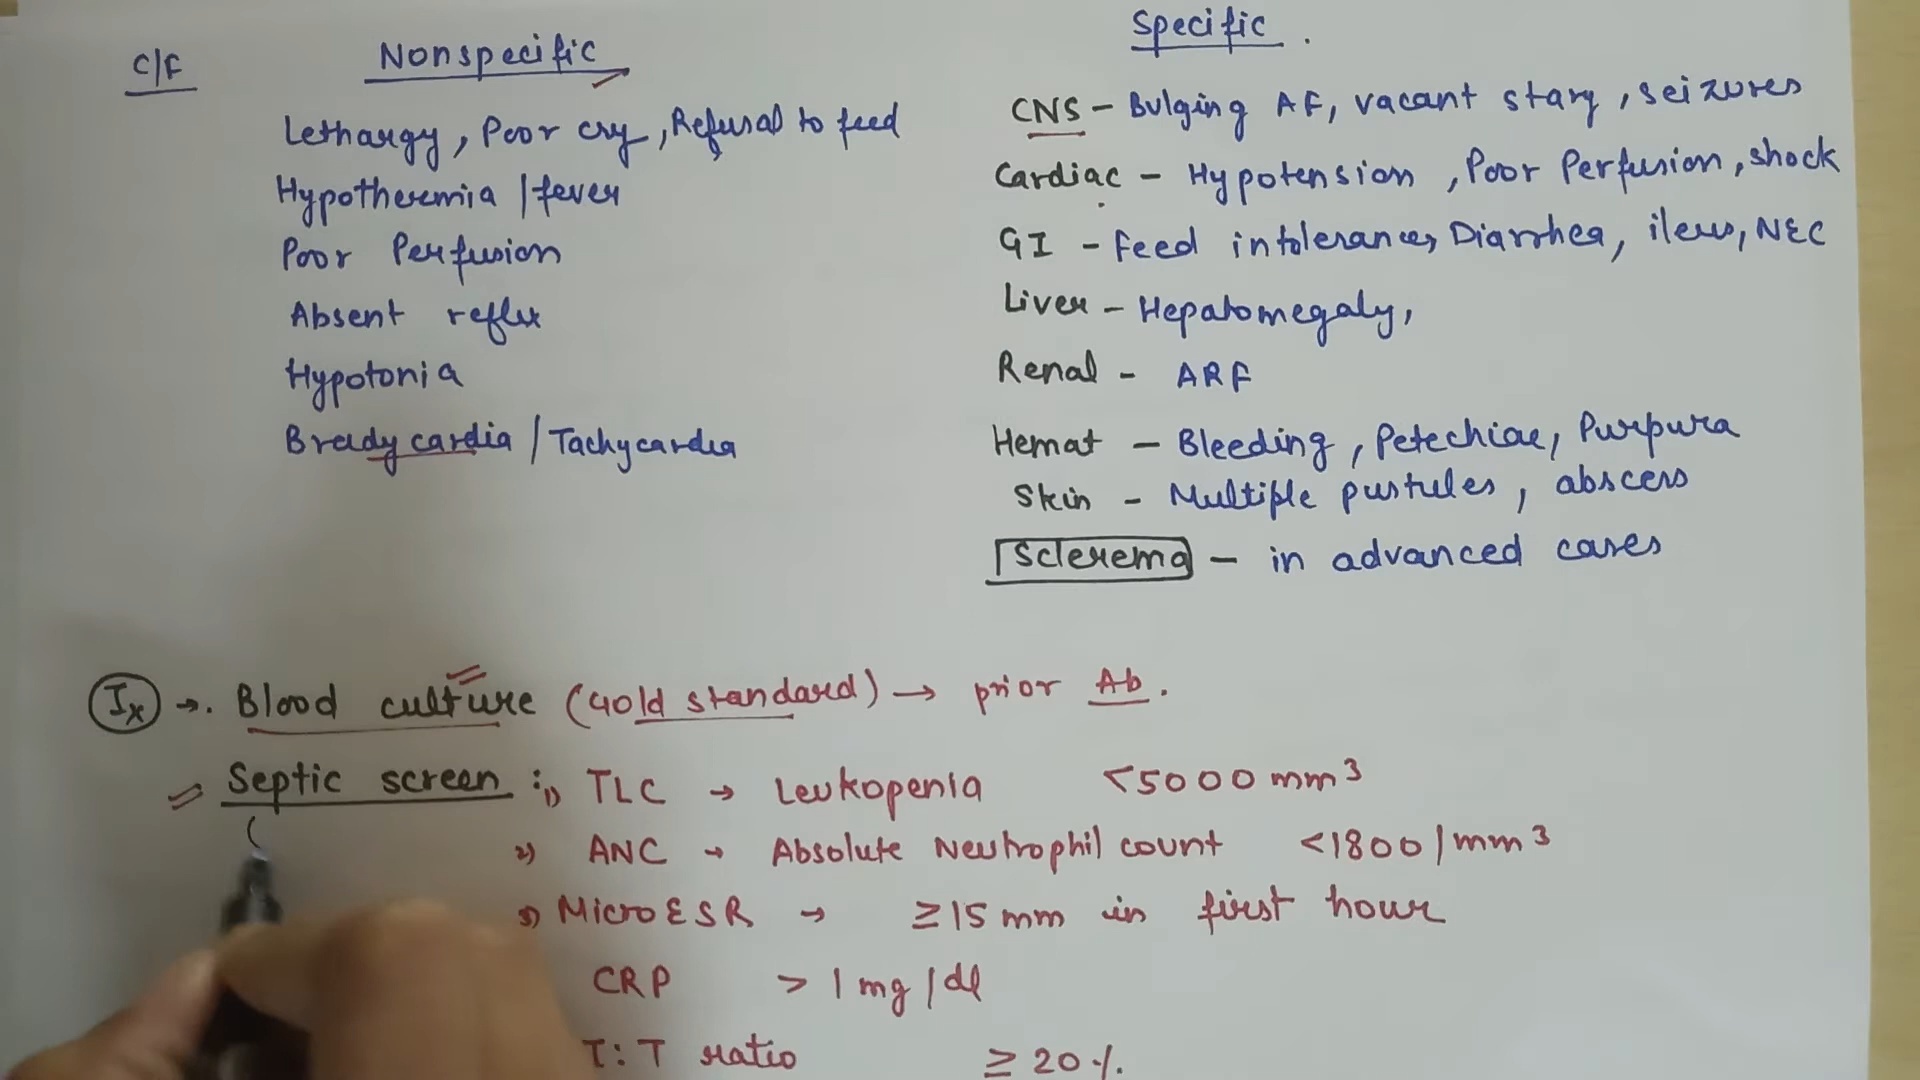 C/F
Nonspecific
Lethargy, Poor cry, Refusal to feed
Hypothermia / fever
Poor Perfusion
Absent reflex
Hypotonia
Bradycardia / Tachycardia
Specific.
CNS - Bulging AF, vacant stary, seizures
Cardiac - Hypotension, Poor Perfusion, shock
GI - Feed intolerance, Diarrhea, ileus, NEC
Liver - Hepatomegaly,
Renal - ARF
Hemat - Bleeding, Petechiae, Purpura
Skin - Multiple pustules, abscess
Sclerema - in advanced cases
Ix → . Blood culture (Gold standard) → prior Ab.
Septic screen : 1) TLC → Leukopenia <5000 mm³
2) ANC → Absolute Neutrophil count <1800/mm³
3) Micro ESR → ≥15 mm in first hour
CRP > 1 mg/dl
I:T ratio ≥ 20%.